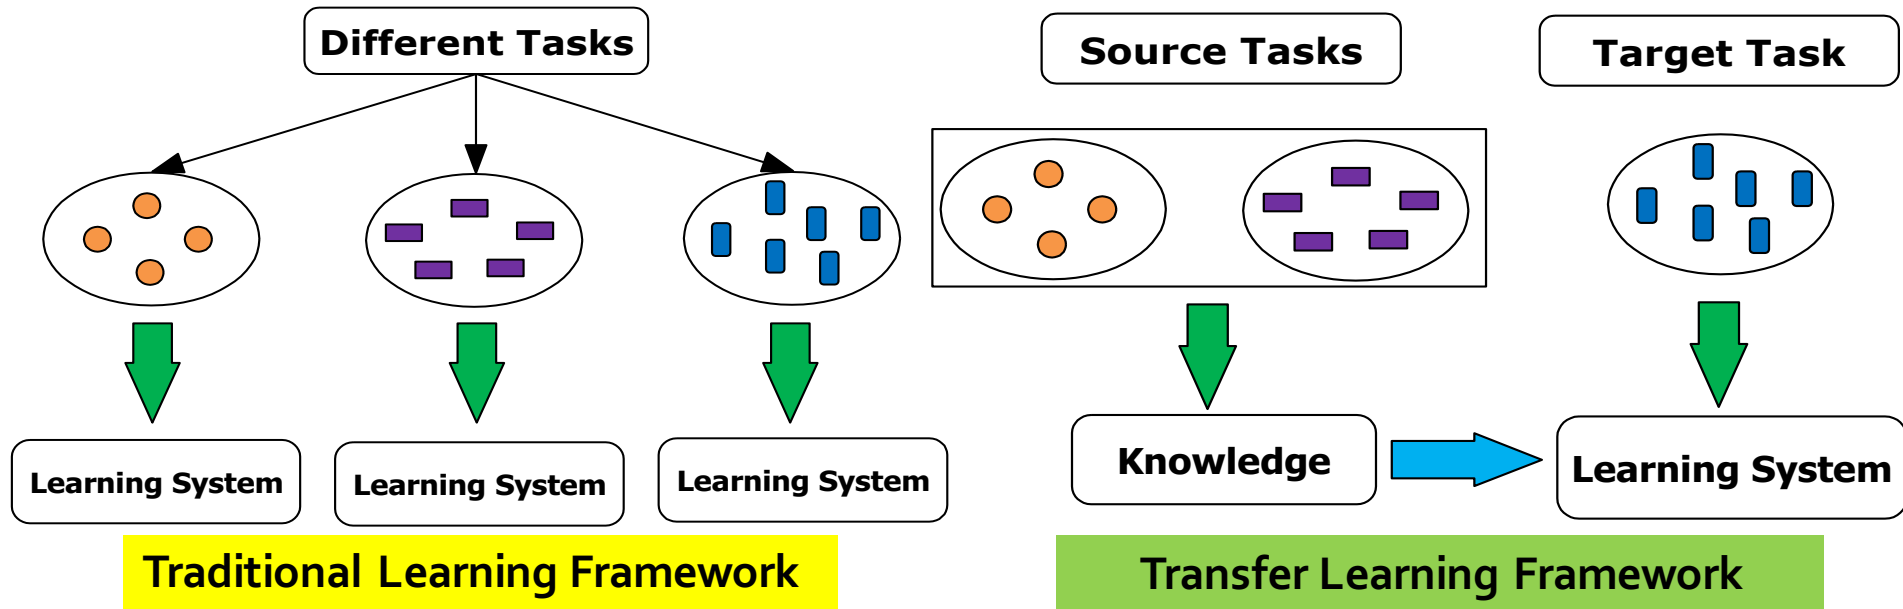 Different Tasks
Learning System
Learning System
Learning System
Traditional Learning Framework
Source Tasks
Target Task
Knowledge
Learning System
Transfer Learning Framework